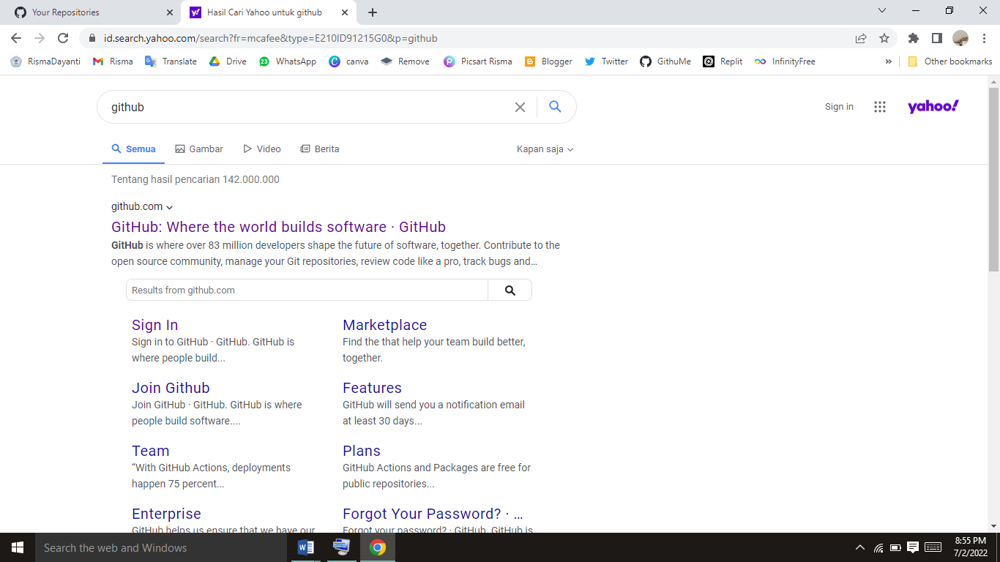 Your Repositories
Hasil Cari Yahoo untuk github
id.search.yahoo.com/search?fr=mcafee&type=E210ID91215G0&p=github
RismaDayanti Risma Translate Drive 23 WhatsApp canva Remove Picsart Risma Blogger Twitter GithuMe Replit InfinityFree » Other bookmarks
github
Sign in
yahoo!
Semua Gambar Video Berita Kapan saja
Tentang hasil pencarian 142.000.000
github.com
GitHub: Where the world builds software · GitHub
GitHub is where over 83 million developers shape the future of software, together. Contribute to the
open source community, manage your Git repositories, review code like a pro, track bugs and...
Results from github.com
Sign In
Sign in to GitHub · GitHub. GitHub is
where people build...
Marketplace
Find the that help your team build better,
together.
Join Github
Join GitHub · GitHub. GitHub is where
people build software....
Features
GitHub will send you a notification email
at least 30 days...
Team
“With GitHub Actions, deployments
happen 75 percent...
Plans
GitHub Actions and Packages are free for
public repositories...
Enterprise
GitHub helps us ensure that we have our
Forgot Your Password? · ...
Forgot your password? · GitHub. GitHub is
Search the web and Windows
8:55 PM
7/2/2022